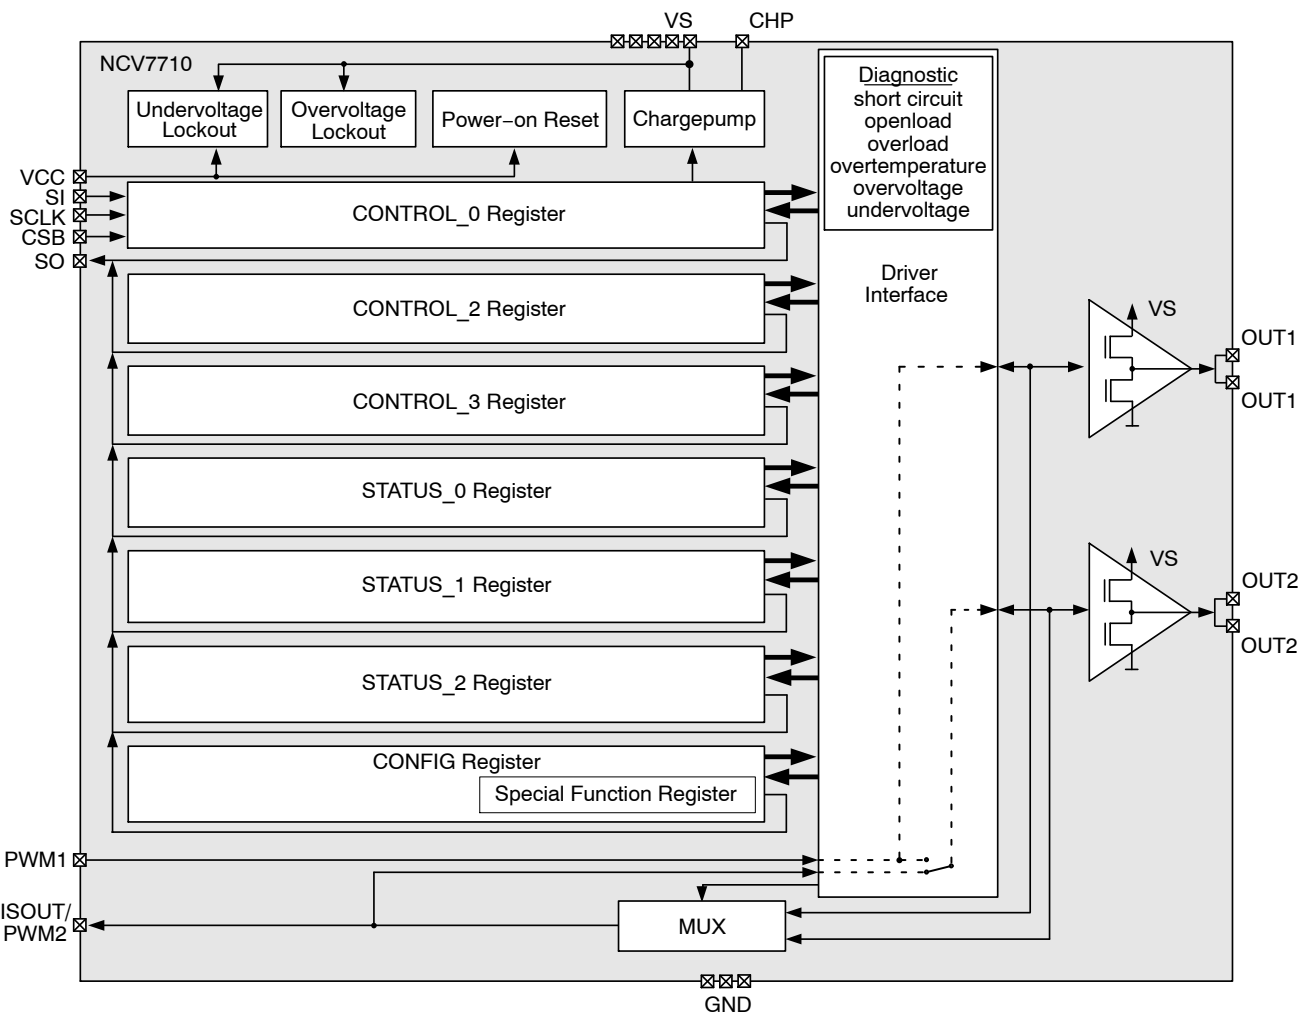 VS
CHP
NCV7710
Undervoltage
Lockout
Overvoltage
Lockout
Power−on Reset
Chargepump
Diagnostic
short circuit
openload
overload
overtemperature
overvoltage
undervoltage
VCC
SI
SCLK
CSB
SO
CONTROL_0 Register
CONTROL_2 Register
CONTROL_3 Register
STATUS_0 Register
STATUS_1 Register
STATUS_2 Register
CONFIG Register
Special Function Register
Driver
Interface
VS
OUT1
OUT1
VS
OUT2
OUT2
PWM1
ISOUT/
PWM2
MUX
GND